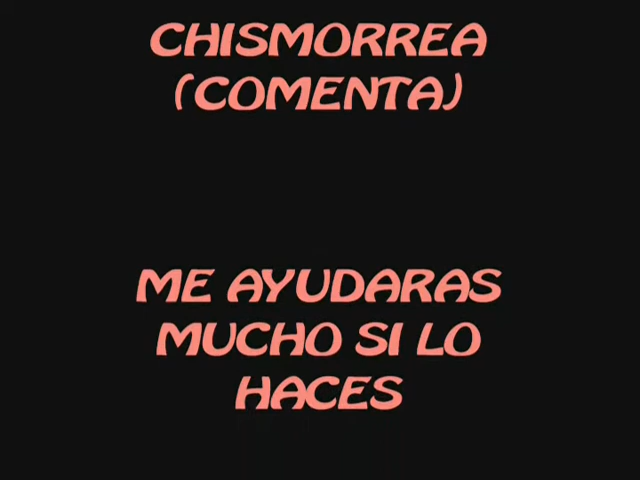 CHISMORREA
(COMENTA)
ME AYUDARAS
MUCHO SI LO
HACES